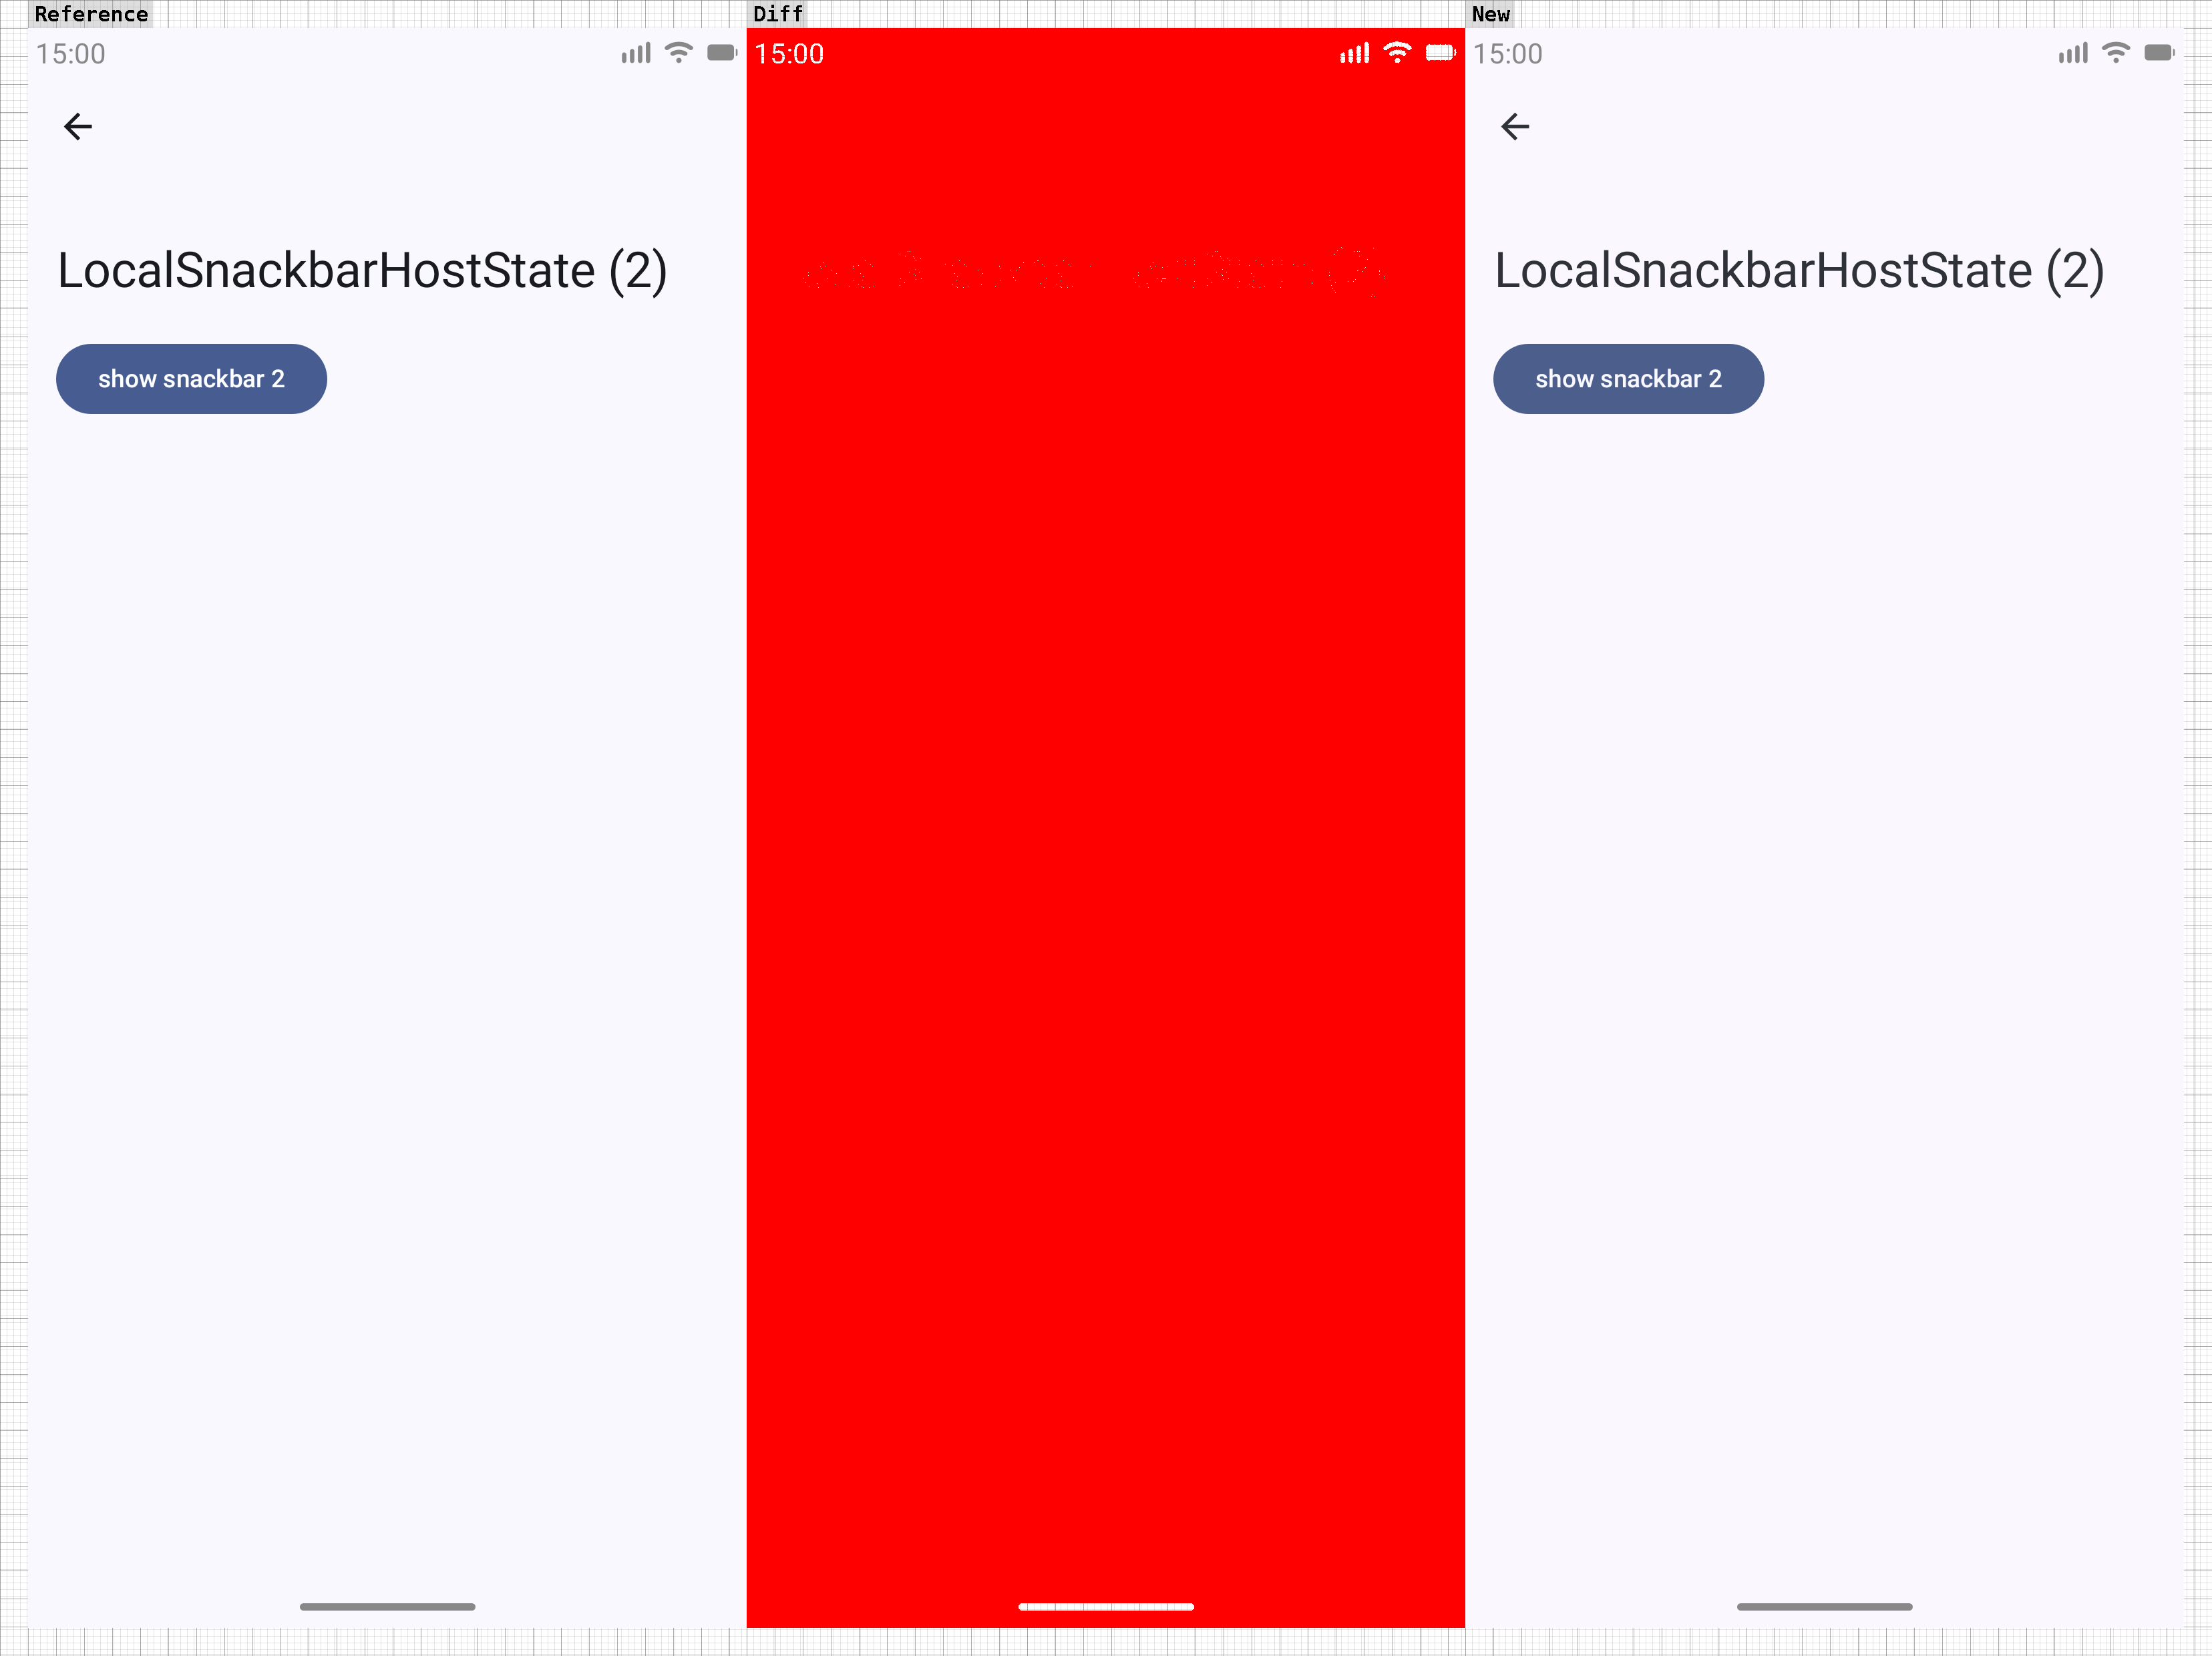 Reference
Diff
New
15:00
15:00
15:00
LocalSnackbarHostState (2)
LocalSnackbarHostState (2)
show snackbar 2
show snackbar 2